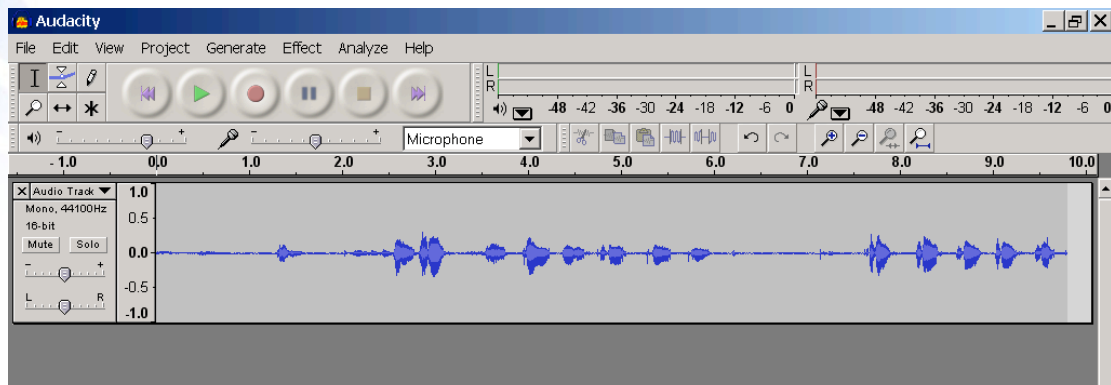 Audacity
File Edit View Project Generate Effect Analyze Help
L
R
-48 -42 -36 -30 -24 -18 -12 -6 0
L
R
-48 -42 -36 -30 -24 -18 -12 -6 0
Microphone
- 1.0 0.0 1.0 2.0 3.0 4.0 5.0 6.0 7.0 8.0 9.0 10.0
X Audio Track
Mono, 44100Hz
16-bit
Mute Solo
- +
L R
1.0
0.5
0.0
-0.5
-1.0